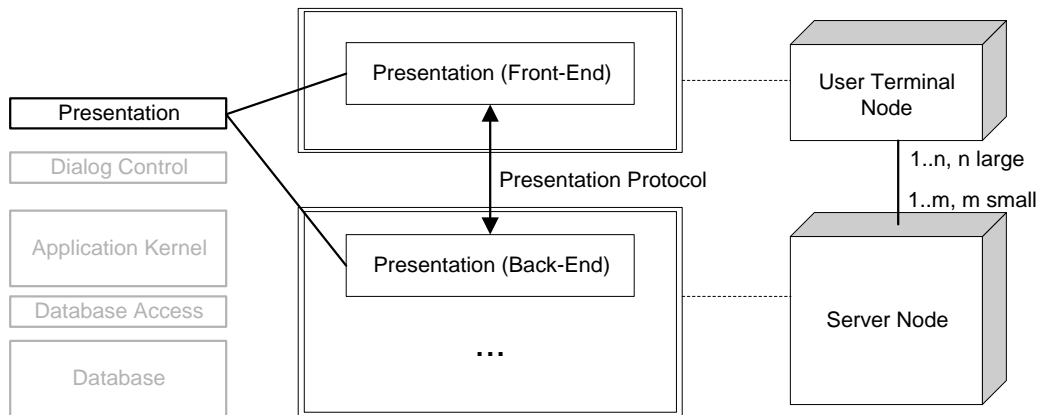 Presentation
Dialog Control
Application Kernel
Database Access
Database
Presentation (Front-End)
Presentation Protocol
Presentation (Back-End)
...
User Terminal
Node
1..n, n large
1..m, m small
Server Node